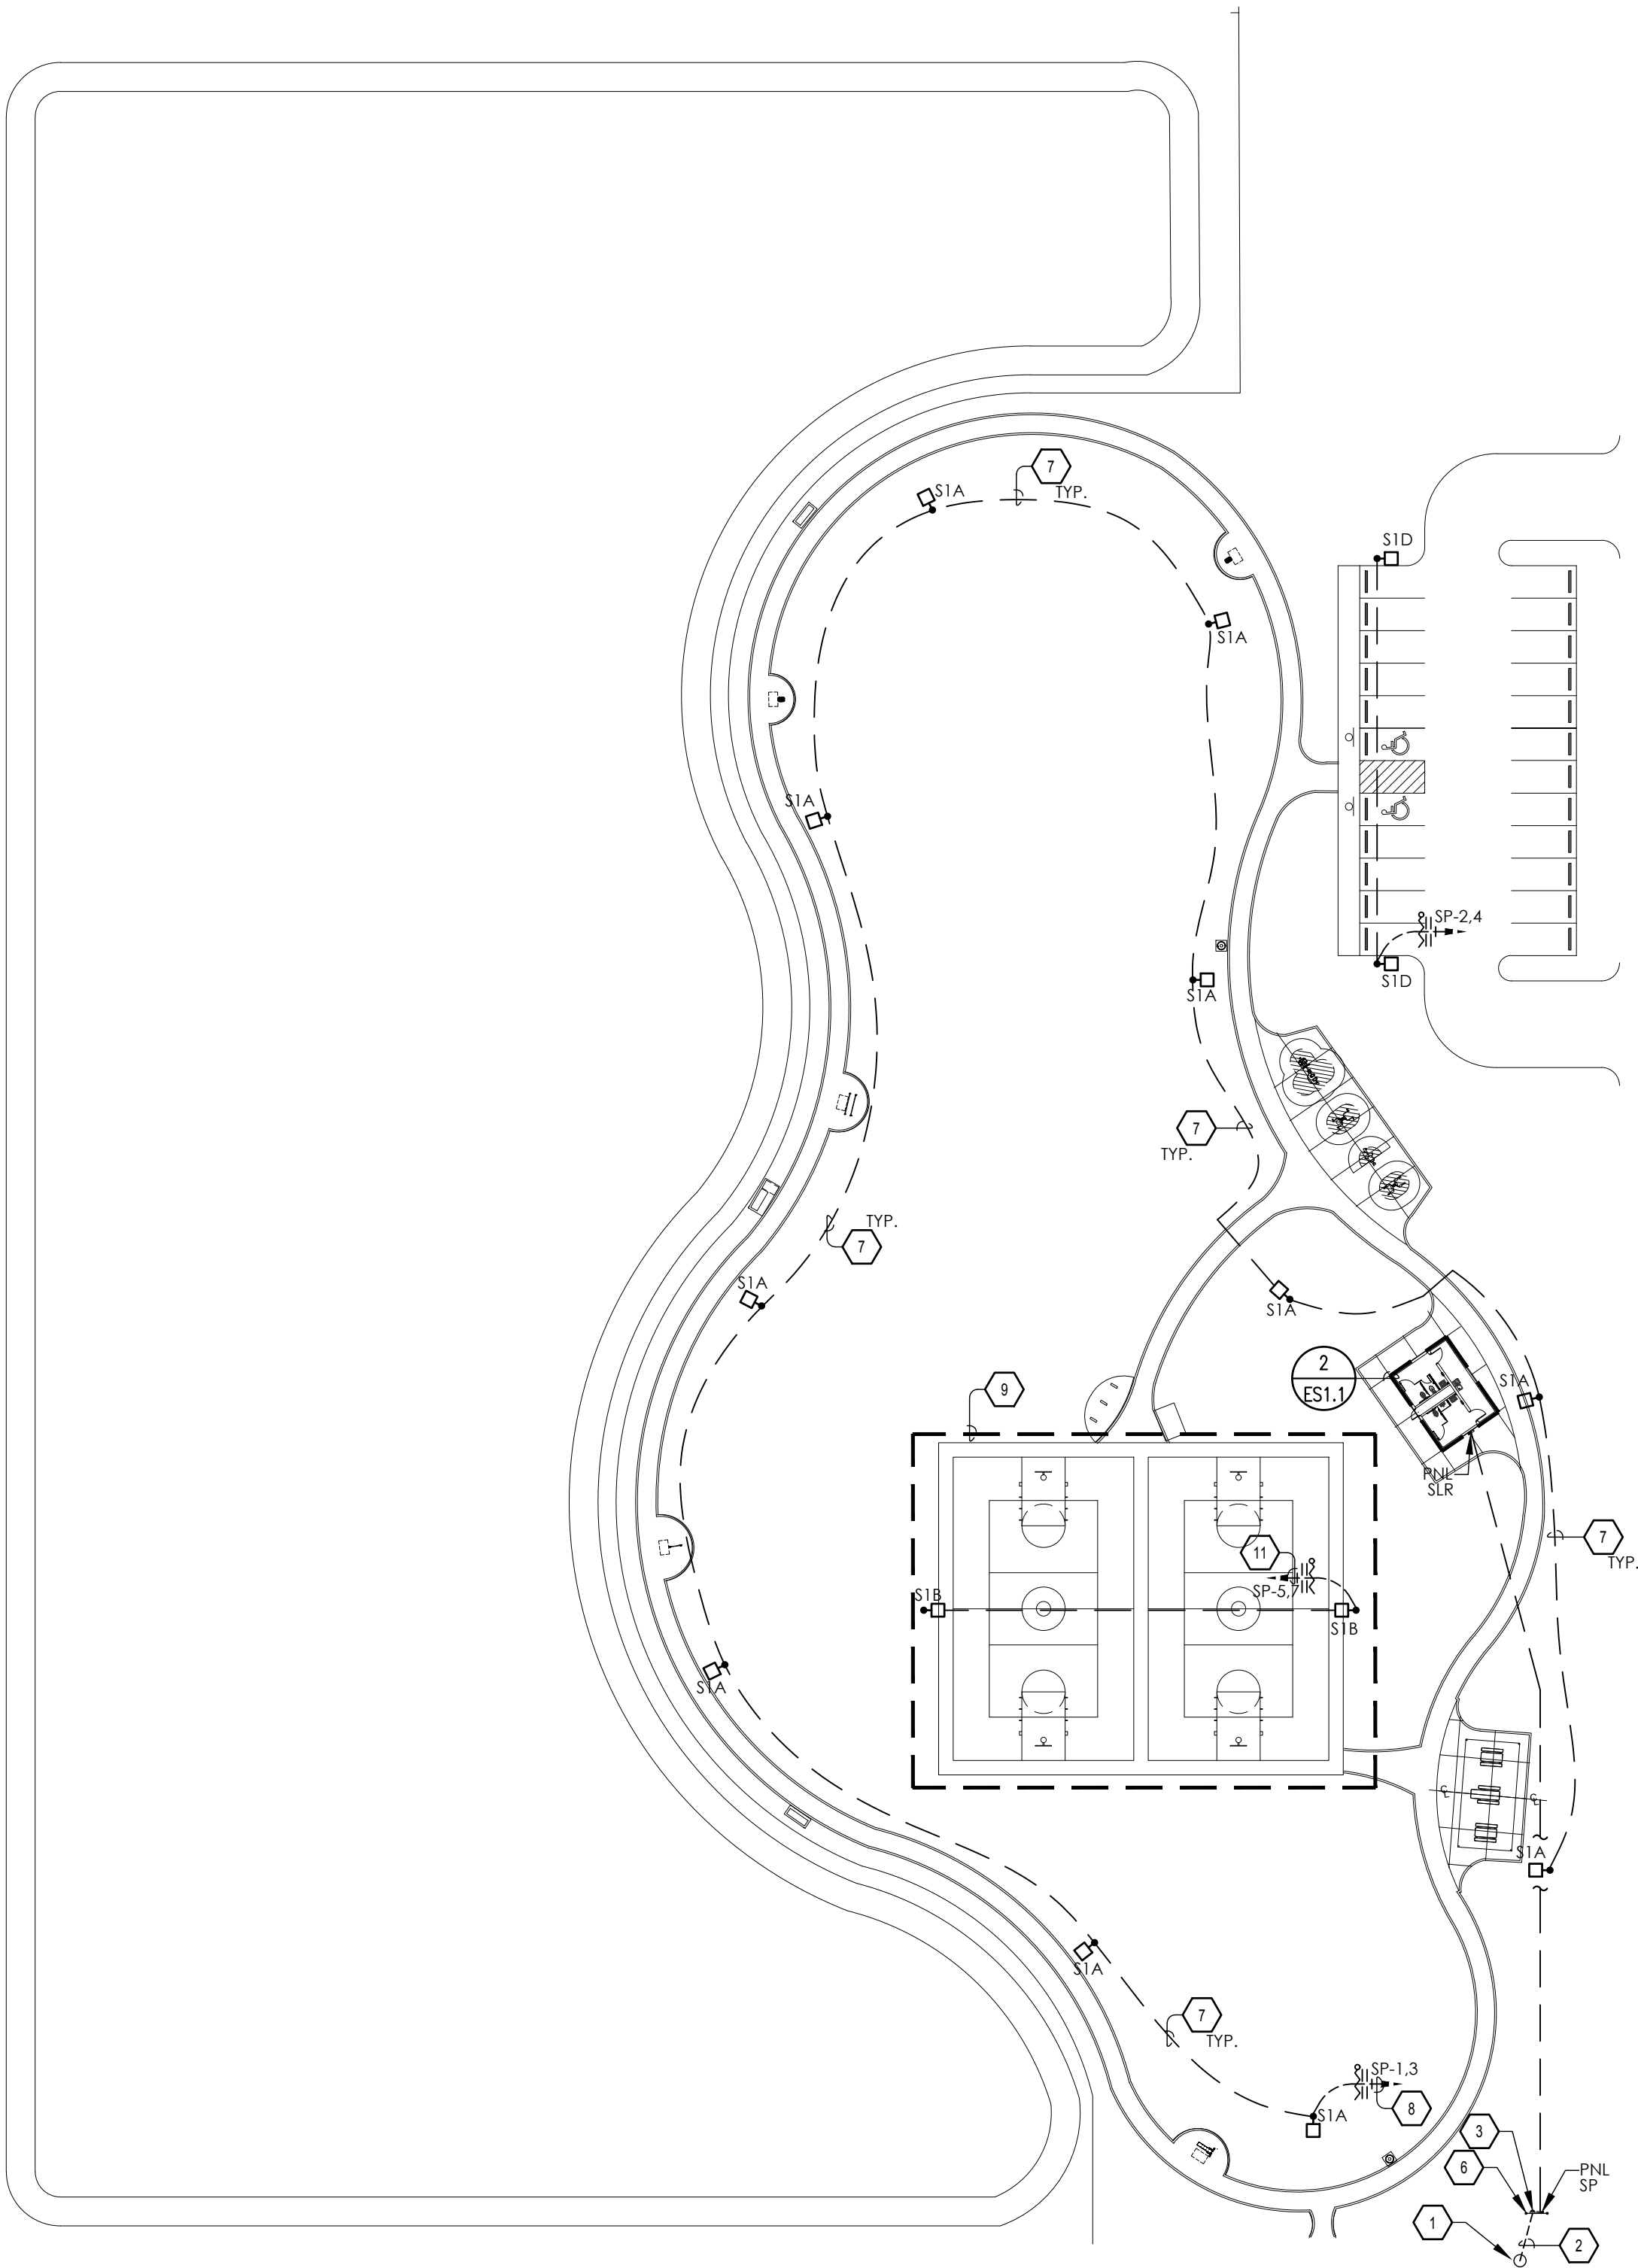 7
TYP.
S1A
S1D
S1A
S1A
SP-2,4
S1D
S1A
7
TYP.
TYP.
7
S1A
S1A
2
ES1.1
S1A
9
PNL
SLR
7
TYP.
11
SP-5,7
S1B
S1B
S1A
℄
℄
S1A
S1A
7
TYP.
SP-1,3
8
S1A
3
6
PNL
SP
1
2